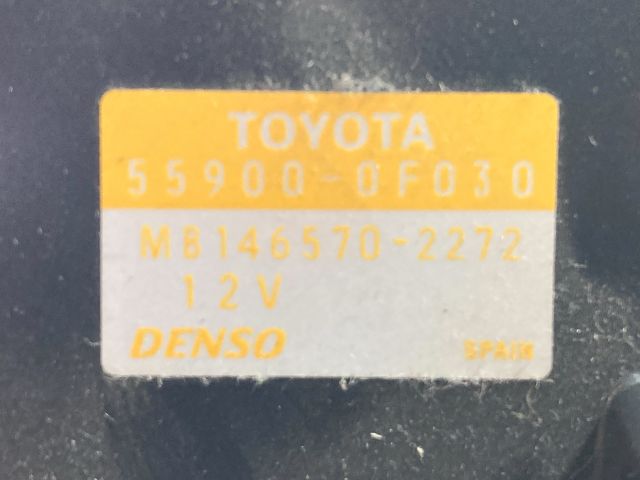 TOYOTA
55900-0F030
MB146570-2272
12V
DENSO
SPAIN